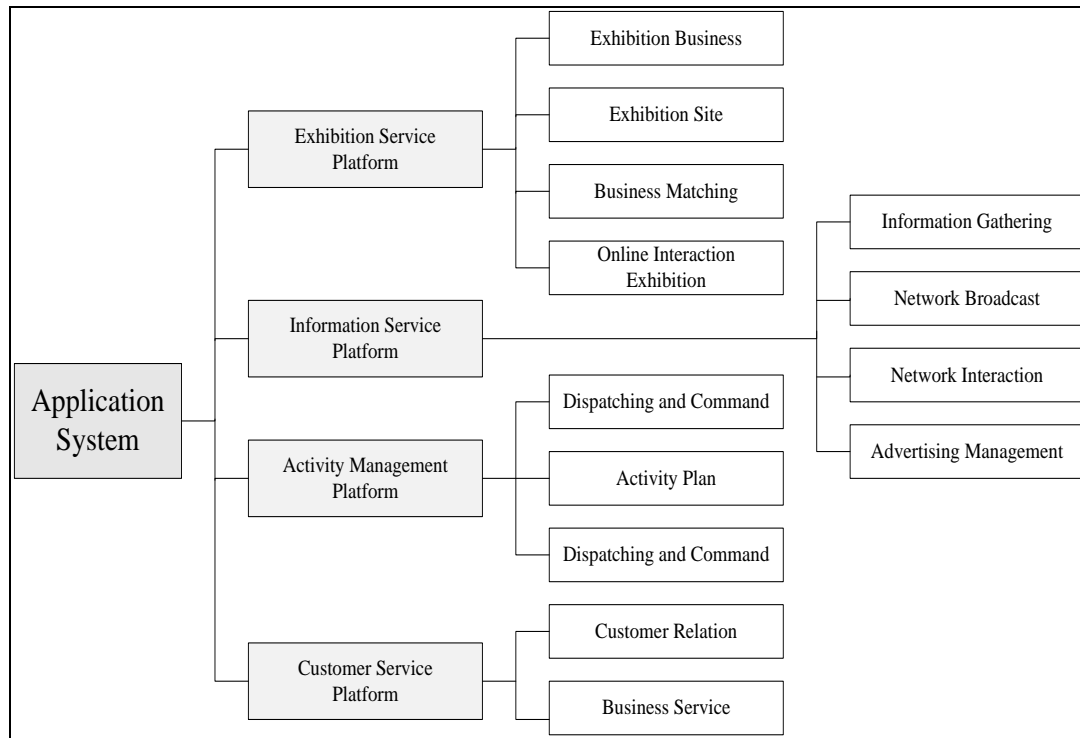 Application
System
Exhibition Service
Platform
Exhibition Business
Exhibition Site
Business Matching
Online Interaction
Exhibition
Information Service
Platform
Information Gathering
Network Broadcast
Network Interaction
Advertising Management
Activity Management
Platform
Dispatching and Command
Activity Plan
Dispatching and Command
Customer Service
Platform
Customer Relation
Business Service